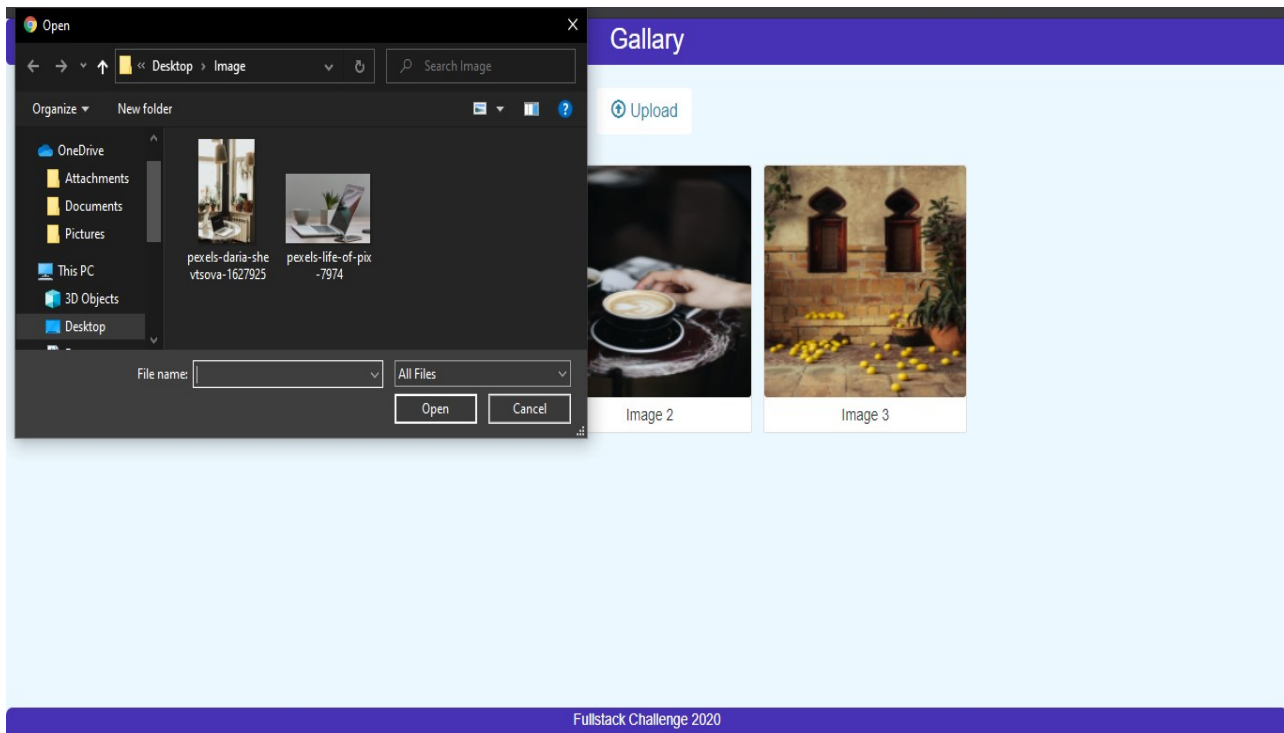 Open
Gallary
« Desktop › Image
Search Image
Organize
New folder
Upload
OneDrive
Attachments
Documents
Pictures
This PC
3D Objects
Desktop
pexels-daria-she
vtsova-1627925
pexels-life-of-pix
-7974
File name:
All Files
Open
Cancel
Image 2
Image 3
Fullstack Challenge 2020